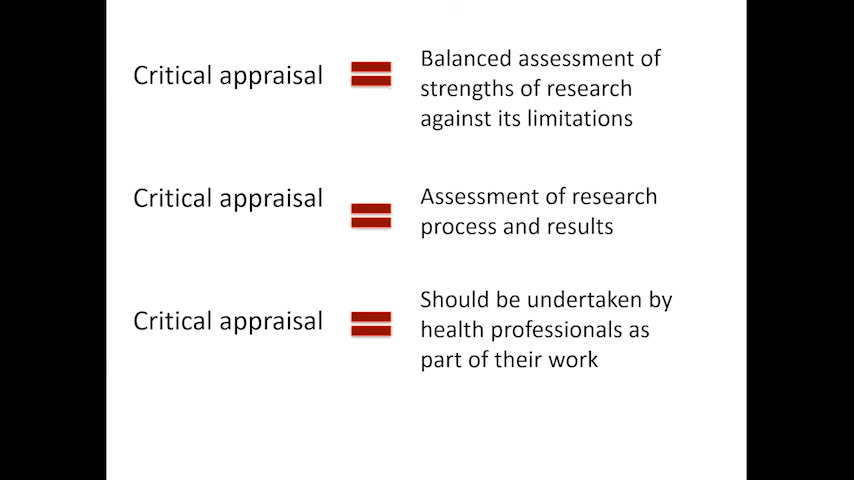 Critical appraisal
Balanced assessment of
strengths of research
against its limitations
Critical appraisal
Assessment of research
process and results
Critical appraisal
Should be undertaken by
health professionals as
part of their work